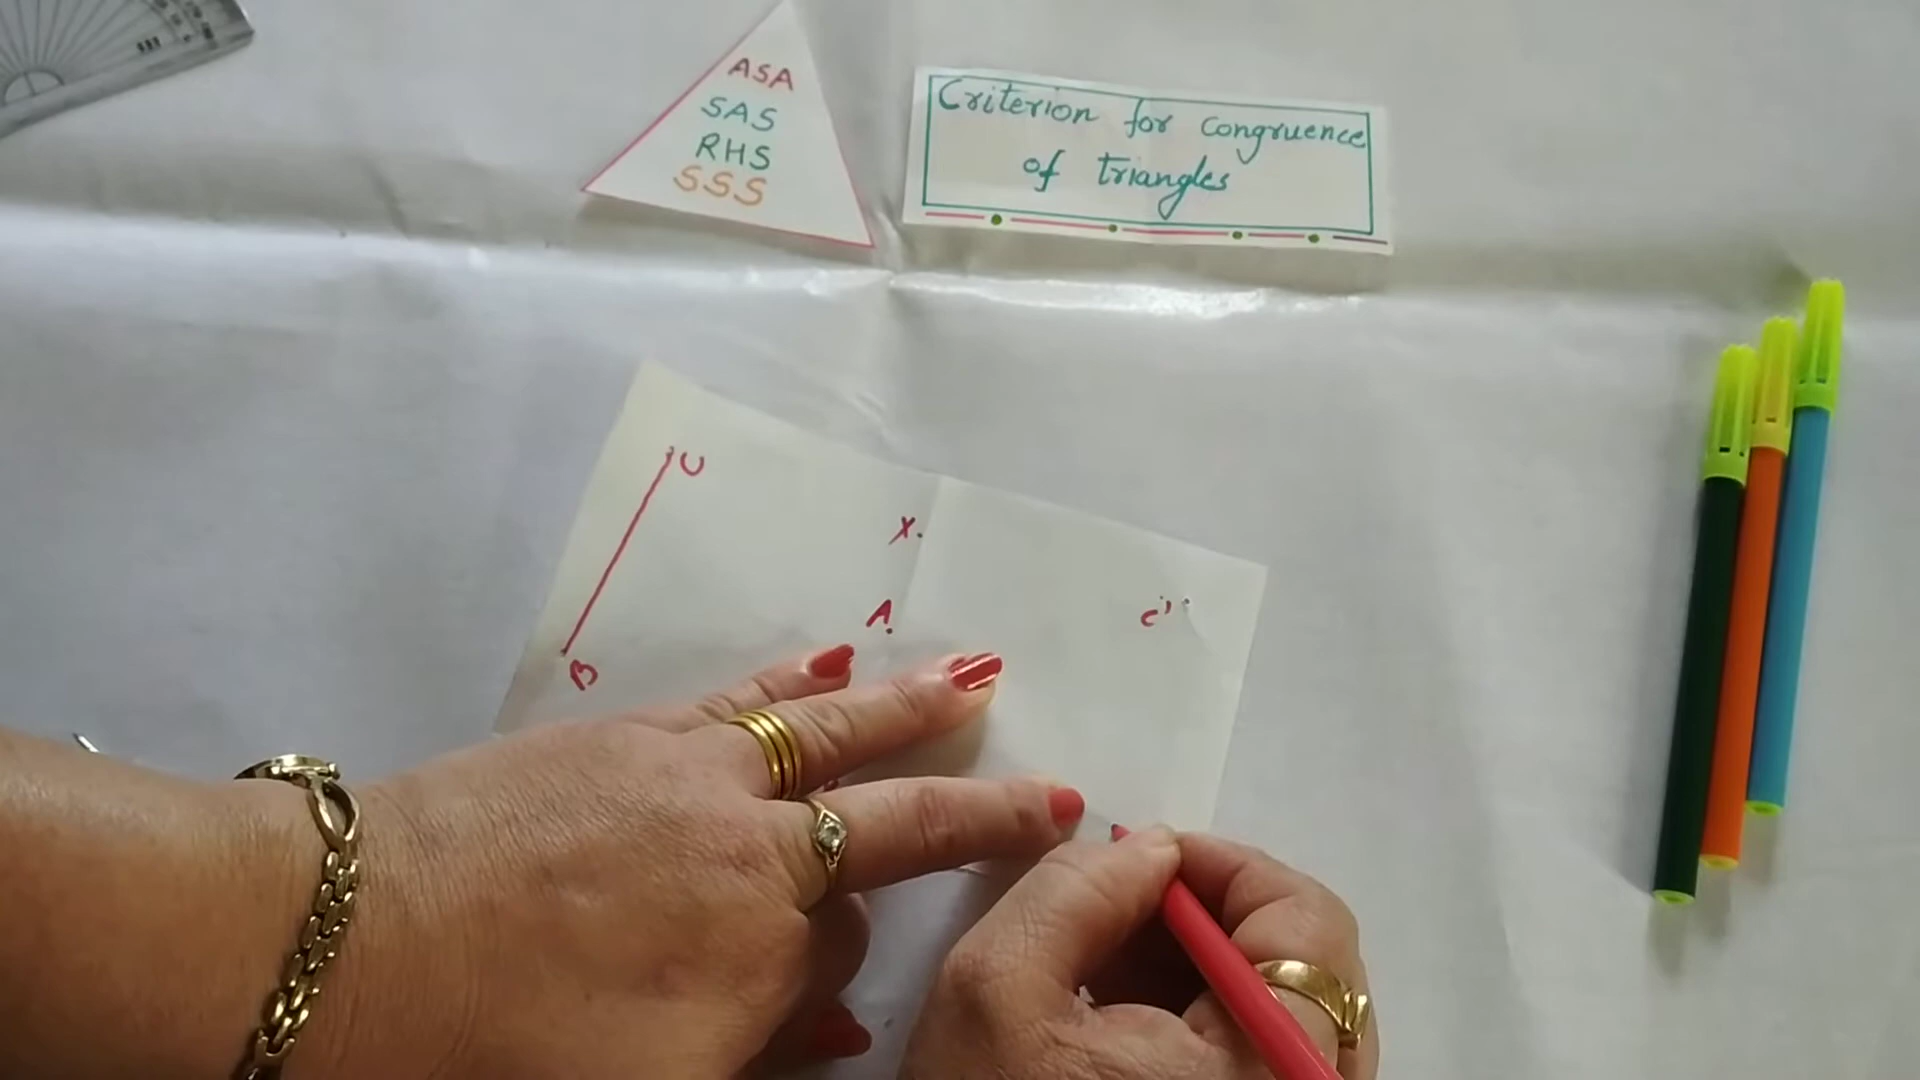 ASA
SAS
RHS
SSS
Criterion for congruence
of triangles
C
X.
A.
C'
B